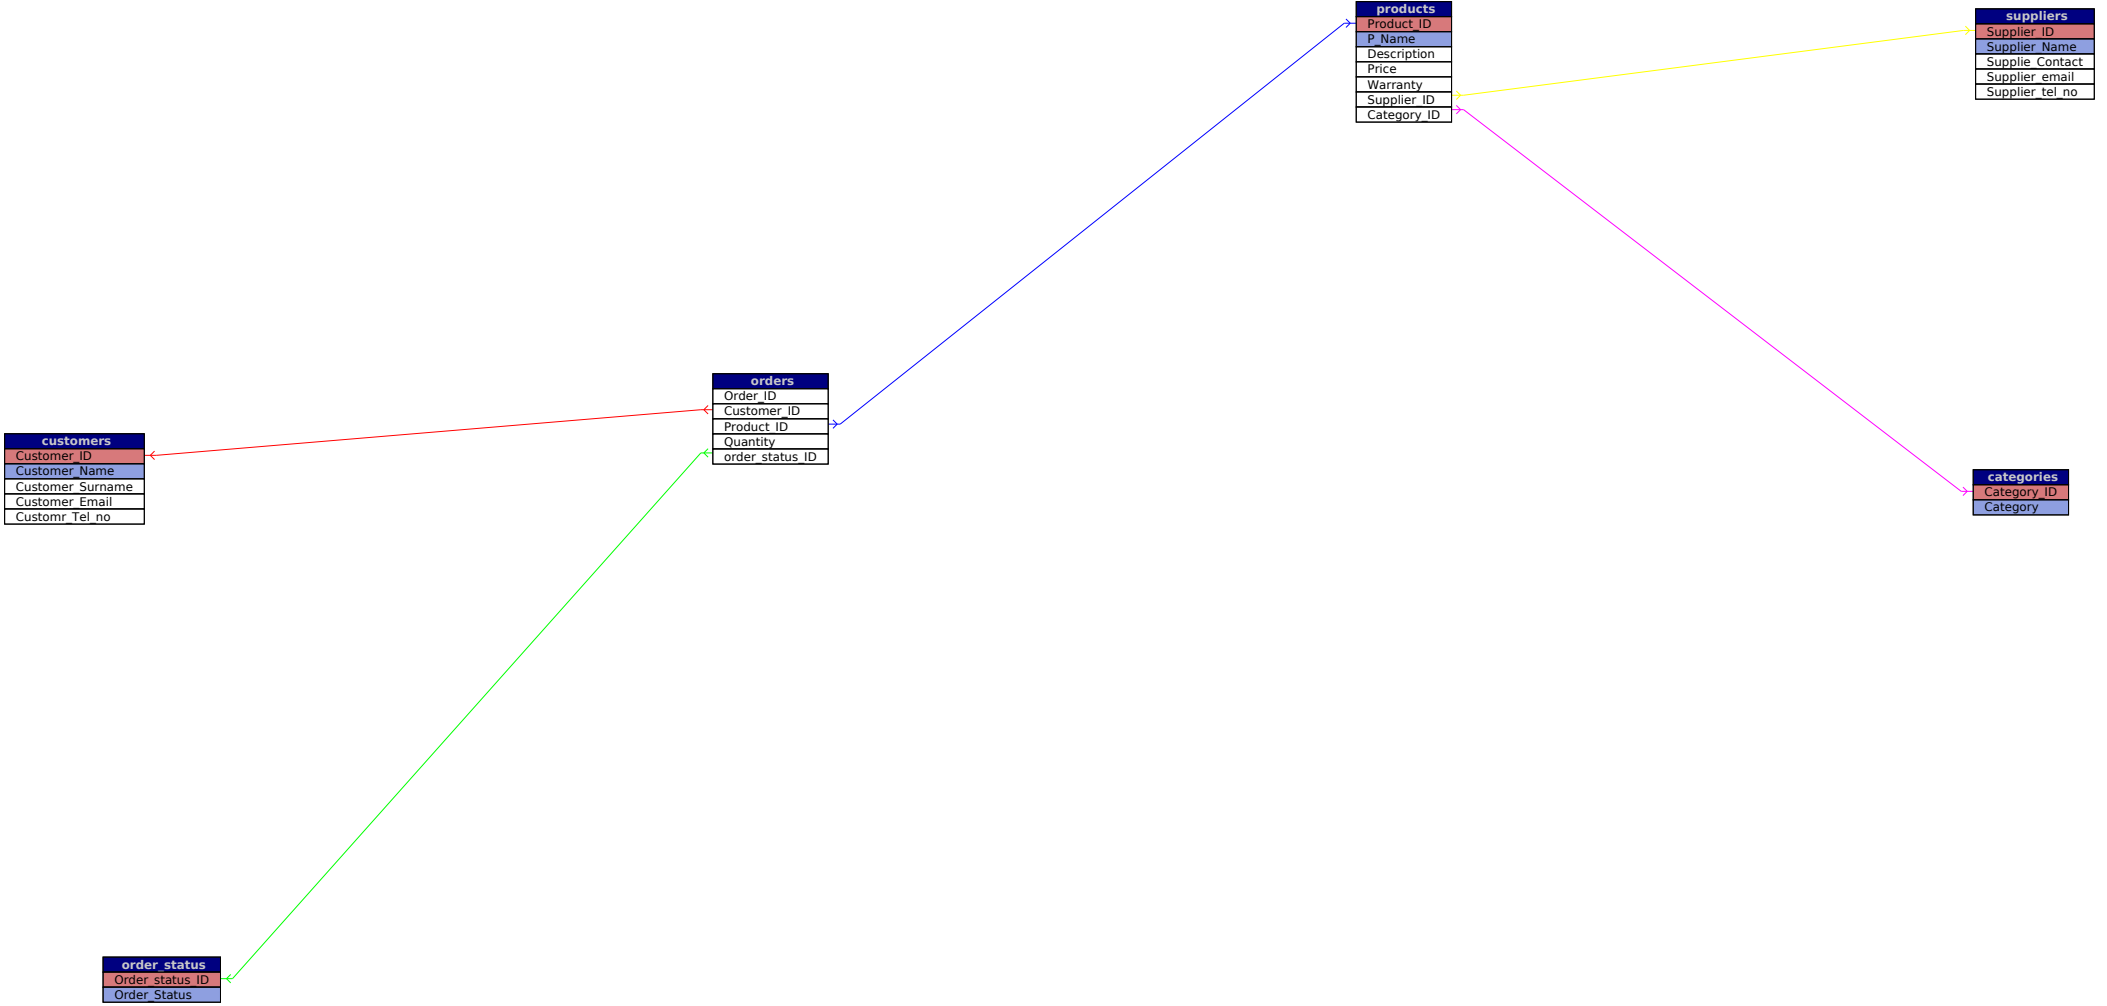 products
Product_ID
P_Name
Description
Price
Warranty
Supplier_ID
Category_ID
suppliers
Supplier_ID
Supplier_Name
Supplie_Contact
Supplier_email
Supplier_tel_no
orders
Order_ID
Customer_ID
Product_ID
Quantity
order_status_ID
customers
Customer_ID
Customer_Name
Customer_Surname
Customer_Email
Customr_Tel_no
categories
Category_ID
Category
order_status
Order_status_ID
Order_Status